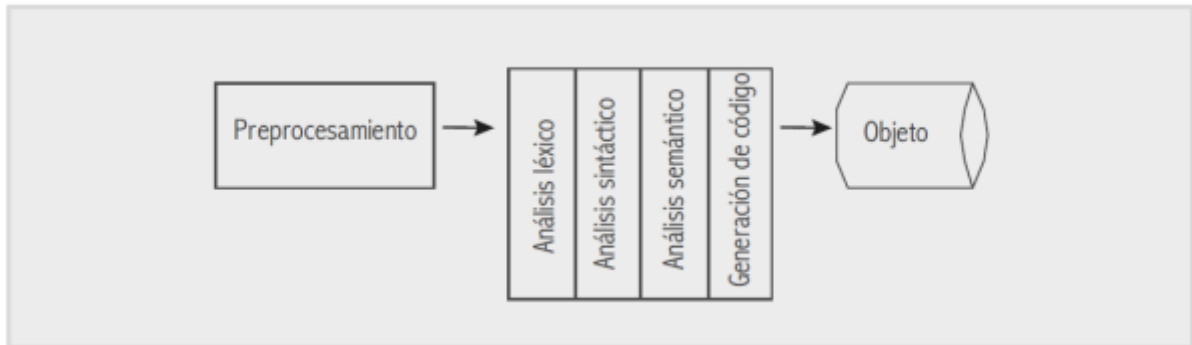 Preprocesamiento
Análisis léxico
Análisis sintáctico
Análisis semántico
Generación de código
Objeto